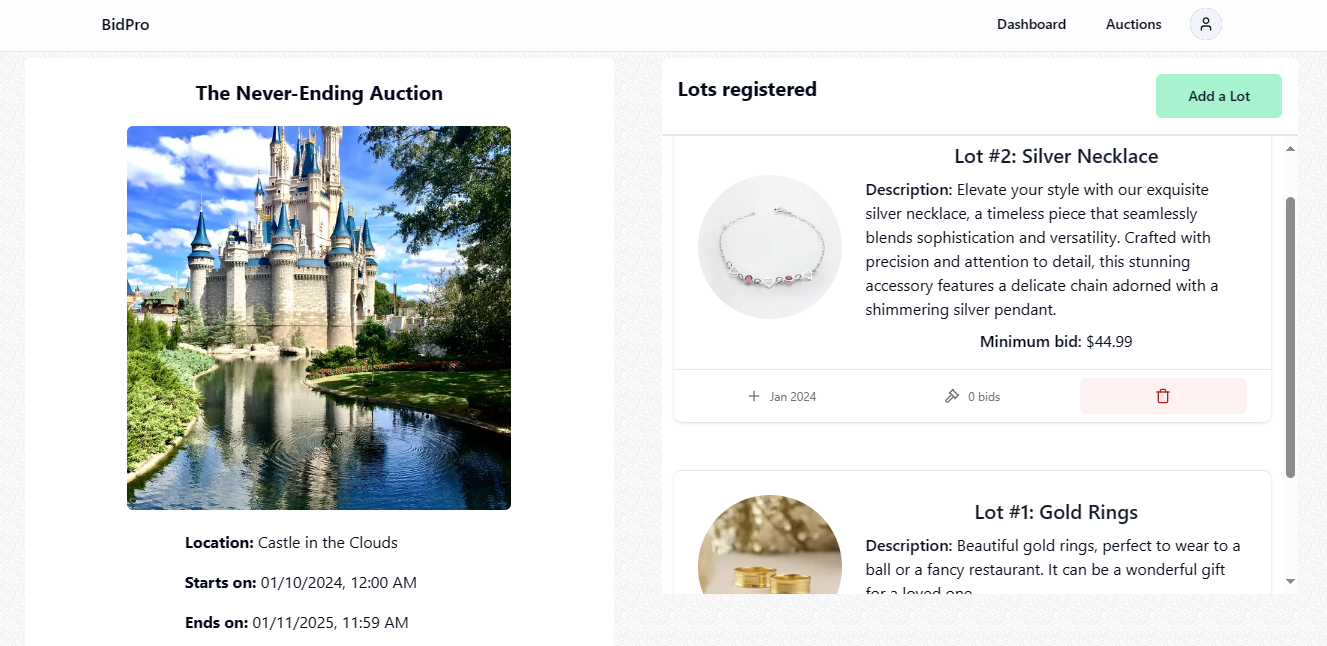 BidPro
Dashboard
Auctions
The Never-Ending Auction
Location: Castle in the Clouds
Starts on: 01/10/2024, 12:00 AM
Ends on: 01/11/2025, 11:59 AM
Lots registered
Add a Lot
Lot #2: Silver Necklace
Description: Elevate your style with our exquisite
silver necklace, a timeless piece that seamlessly
blends sophistication and versatility. Crafted with
precision and attention to detail, this stunning
accessory features a delicate chain adorned with a
shimmering silver pendant.
Minimum bid: $44.99
Jan 2024
0 bids
Lot #1: Gold Rings
Description: Beautiful gold rings, perfect to wear to a
ball or a fancy restaurant. It can be a wonderful gift
for a loved one